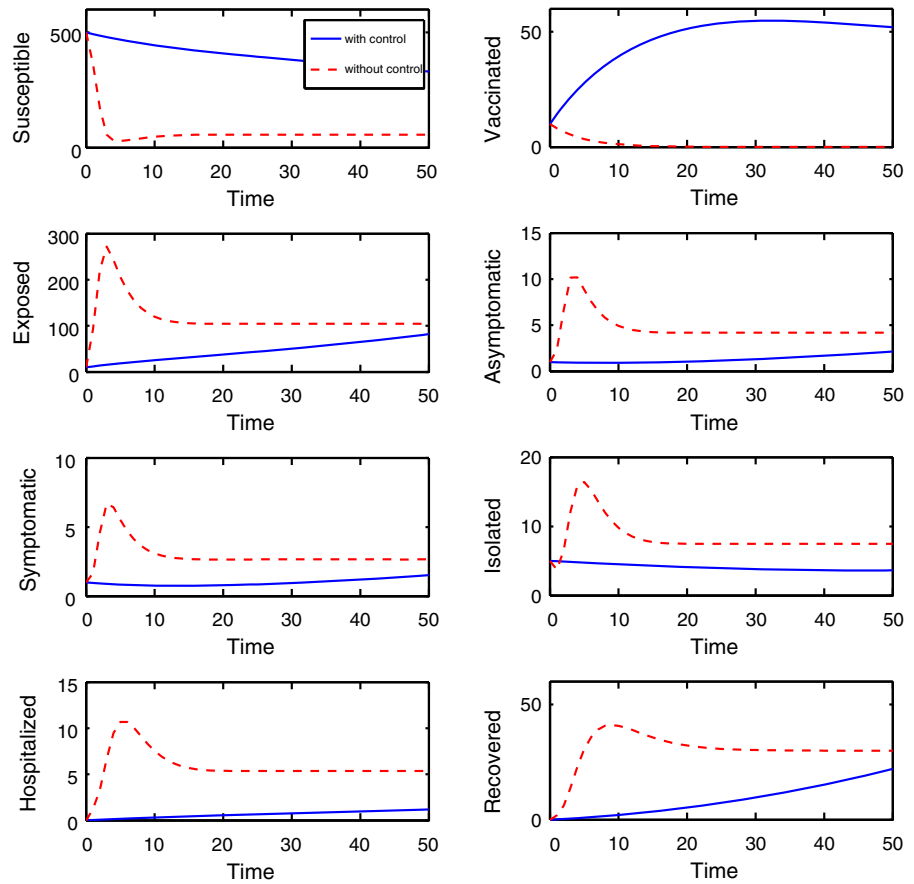 Susceptible
500
0
with control
without control
0 10 20 30 40 50
Time
Vaccinated
50
0
0 10 20 30 40 50
Time
Exposed
300
200
100
0
0 10 20 30 40 50
Time
Asymptomatic
15
10
5
0
0 10 20 30 40 50
Time
Symptomatic
10
5
0
0 10 20 30 40 50
Time
Isolated
20
10
0
0 10 20 30 40 50
Time
Hospitalized
15
10
5
0
0 10 20 30 40 50
Time
Recovered
50
0
0 10 20 30 40 50
Time